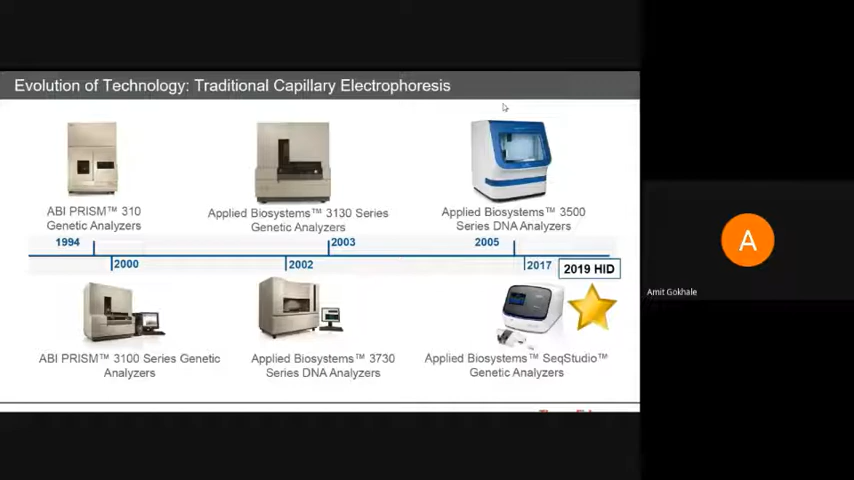 Evolution of Technology: Traditional Capillary Electrophoresis
ABI PRISM™ 310
Genetic Analyzers
Applied Biosystems™ 3130 Series
Genetic Analyzers
Applied Biosystems™ 3500
Series DNA Analyzers
1994
2003
2005
2000
2002
2017
2019 HID
A
Amit Gokhale
ABI PRISM™ 3100 Series Genetic
Analyzers
Applied Biosystems™ 3730
Series DNA Analyzers
Applied Biosystems™ SeqStudio™
Genetic Analyzers